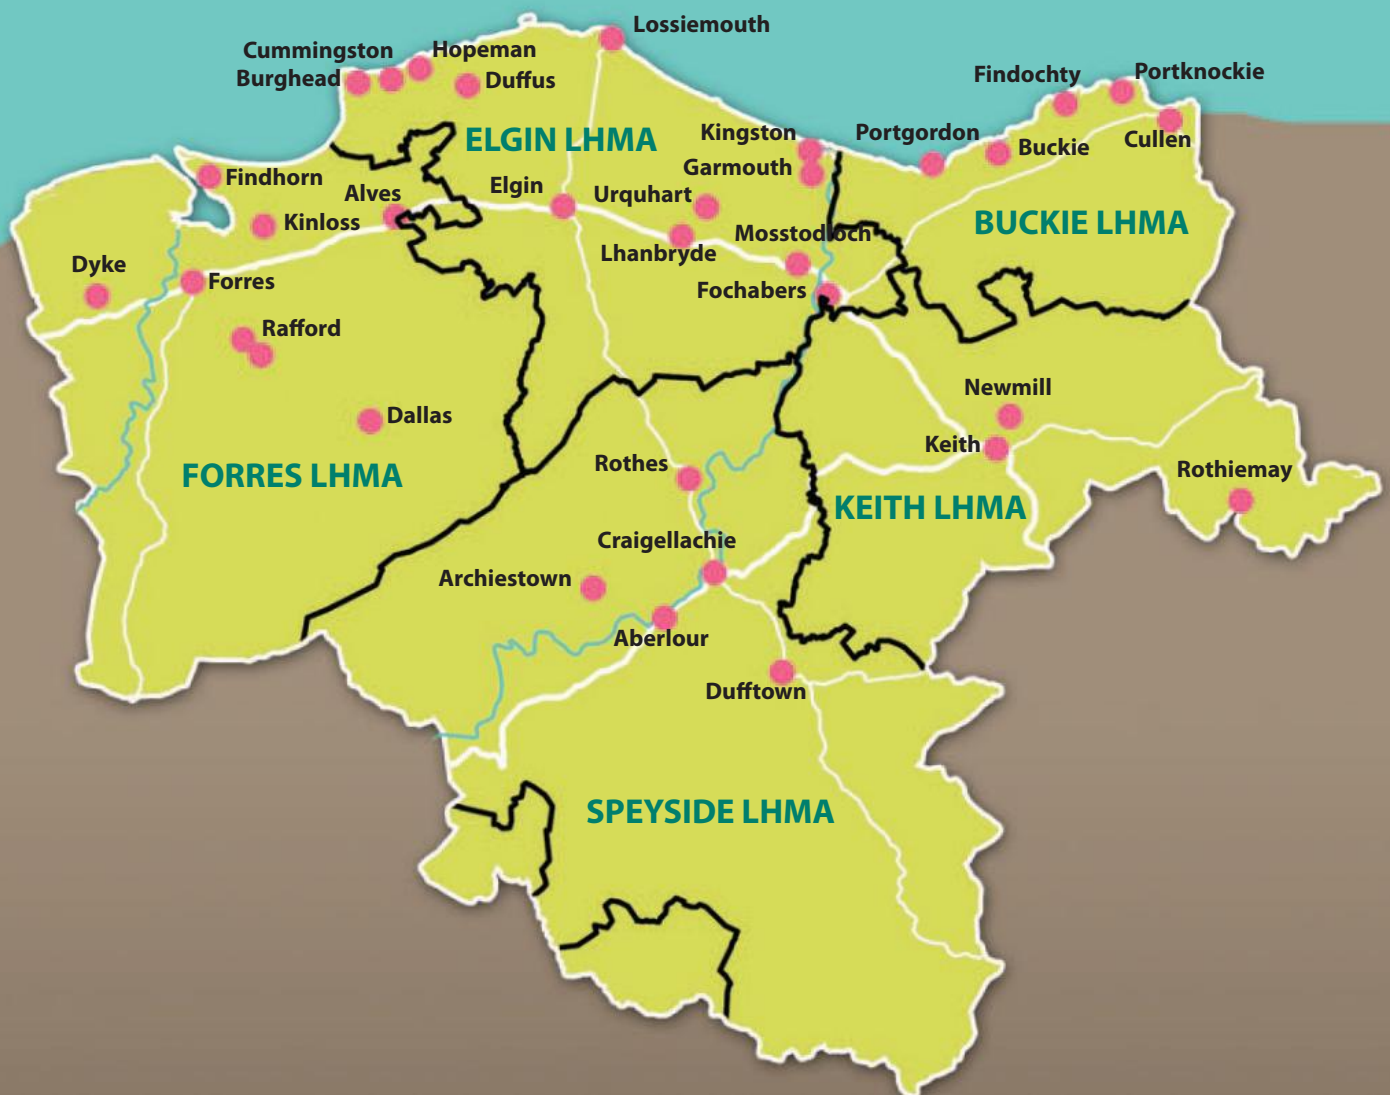 Lossiemouth
Cummingston
Hopeman
Burghead
Duffus
Findochty
Portknockie
ELGIN LHMA
Kingston
Portgordon
Buckie
Cullen
Garmouth
Findhorn
Alves
Elgin
Urquhart
Kinloss
BUCKIE LHMA
Mosstodloch
Lhanbryde
Dyke
Forres
Fochabers
Rafford
Newmill
Dallas
Keith
Rothes
Rothiemay
FORRES LHMA
KEITH LHMA
Craigellachie
Archiestown
Aberlour
Dufftown
SPEYSIDE LHMA